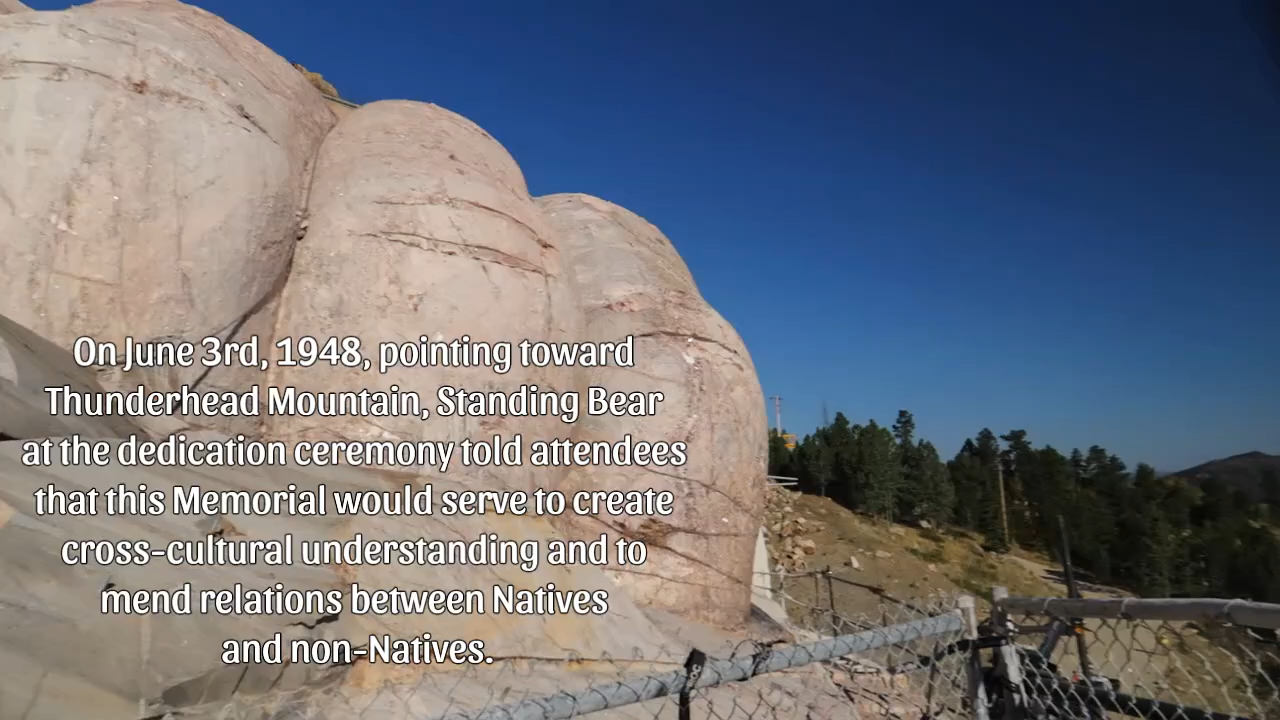 On June 3rd, 1948, pointing toward
Thunderhead Mountain, Standing Bear
at the dedication ceremony told attendees
that this Memorial would serve to create
cross-cultural understanding and to
mend relations between Natives
and non-Natives.